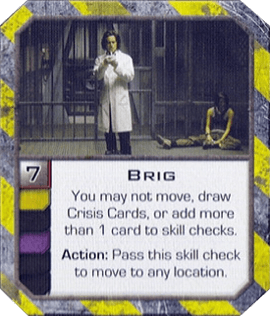 7
BRIG
You may not move, draw
Crisis Cards, or add more
than 1 card to skill checks.
Action: Pass this skill check
to move to any location.